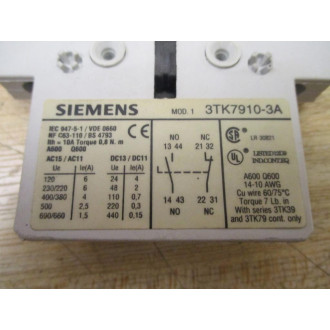 SIEMENS MOD. 1 3TK7910-3A
IEC 947-5-1 / VDE 0660
NF C63-110 / BS 4793
Ith = 10A Torque 0,8 N. m
A600 Q600
AC15 / AC11 DC13 / DC11
Ue Ie(A) Ue Ie(A)
120 6 24 4
230/220 6 48 2
400/380 4 110 0,7
500 2,5 220 0,3
690/660 1,5 440 0,15
NO NC
13 44 21 32
14 43 22 31
NO NC
LISTED
A600 Q600
14-10 AWG
Cu wire 60/75°C
Torque 7 Lb. in
With series 3TK39
and 3TK79 cont. only